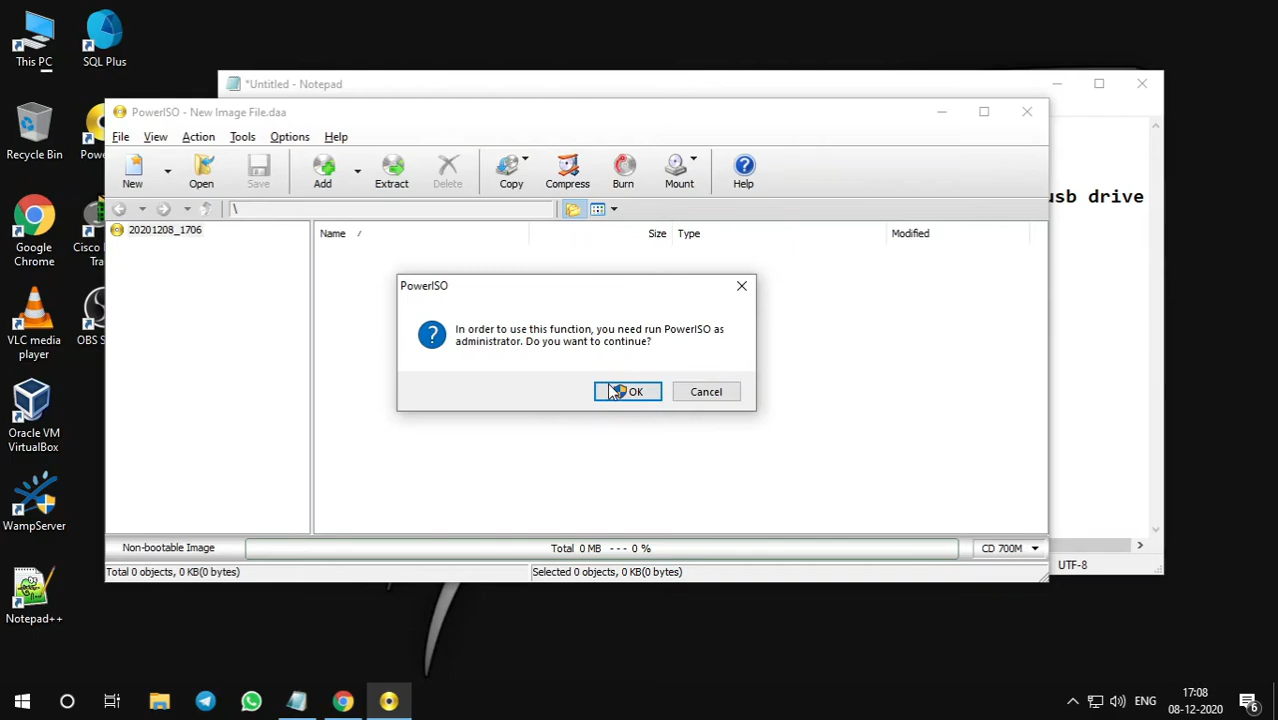 This PC
SQL Plus
Recycle Bin
Pow
Google
Chrome
Cisco
Tra
VLC media
player
OBS S
Oracle VM
VirtualBox
WampServer
Notepad++
*Untitled - Notepad
usb drive
UTF-8
PowerISO - New Image File.daa
File View Action Tools Options Help
New Open Save Add Extract Delete Copy Compress Burn Mount Help
\
20201208_1706
Name Size Type Modified
PowerISO
In order to use this function, you need run PowerISO as
administrator. Do you want to continue?
OK Cancel
Non-bootable Image Total 0 MB --- 0 % CD 700M
Total 0 objects, 0 KB(0 bytes) Selected 0 objects, 0 KB(0 bytes)
ENG
17:08
08-12-2020
6